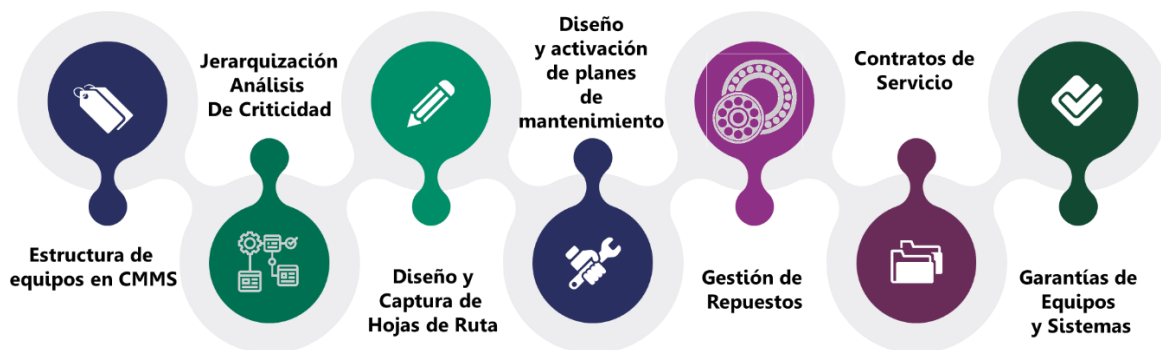 Estructura de
equipos en CMMS
Jerarquización
Análisis
De Criticidad
Diseño y
Captura de
Hojas de Ruta
Diseño
y activación
de planes
de
mantenimiento
Gestión de
Repuestos
Contratos de
Servicio
Garantías de
Equipos
y Sistemas